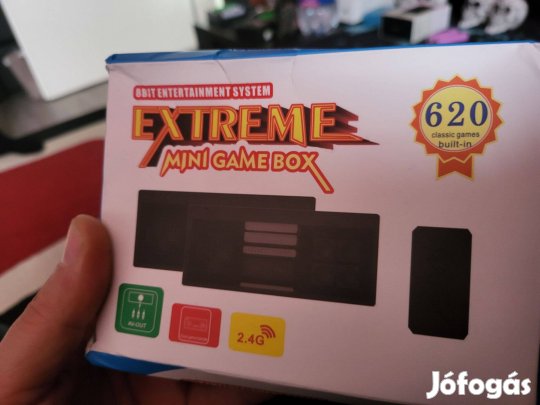 8BIT ENTERTAINMENT SYSTEM
EXTREME
MINI GAME BOX
620
classic games
built-in
AV-OUT
2.4G
Jófogás